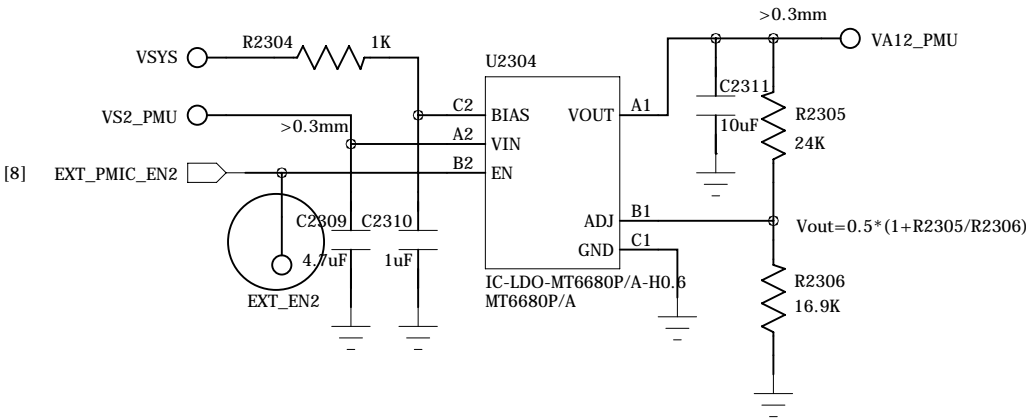 >0.3mm
VA12_PMU
R2304
1K
VSYS
U2304
C2
BIAS
VOUT
A1
C2311
10uF
R2305
24K
VS2_PMU
>0.3mm
A2
VIN
[8]
EXT_PMIC_EN2
B2
EN
ADJ
B1
Vout=0.5*(1+R2305/R2306)
C2309
4.7uF
C2310
1uF
GND
C1
EXT_EN2
IC-LDO-MT6680P/A-H0.6
MT6680P/A
R2306
16.9K